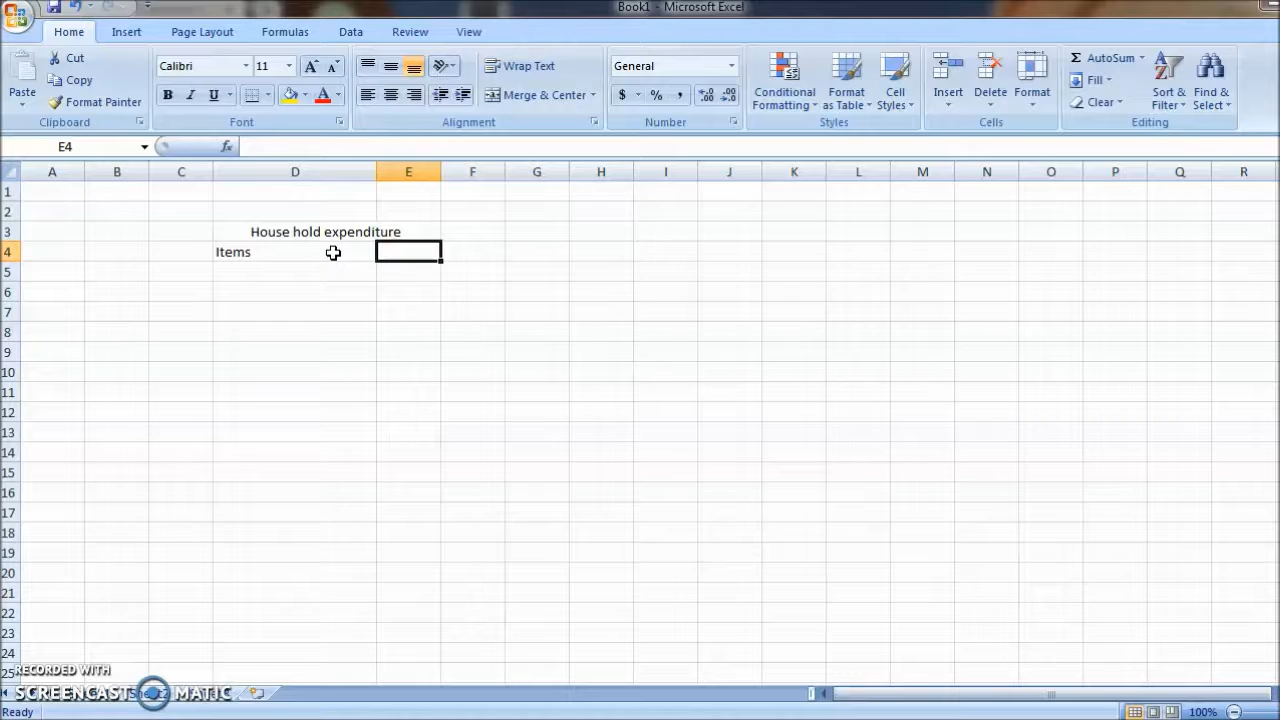 Book1 - Microsoft Excel
Home Insert Page Layout Formulas Data Review View
Paste
Cut
Copy
Format Painter
Clipboard
Calibri 11
B I U
Font
Wrap Text
Merge & Center
Alignment
General
$ % ,
Number
Conditional Formatting
Format as Table
Cell Styles
Styles
Insert Delete Format
Cells
Σ AutoSum
Fill
Clear
Sort & Filter
Find & Select
Editing
E4 fx
A B C D E F G H I J K L M N O P Q R
1
2
3 House hold expenditure
4 Items
5
6
7
8
9
10
11
12
13
14
15
16
17
18
19
20
21
22
23
24
25
RECORDED WITH
SCREENCAST MATIC
Ready 100%